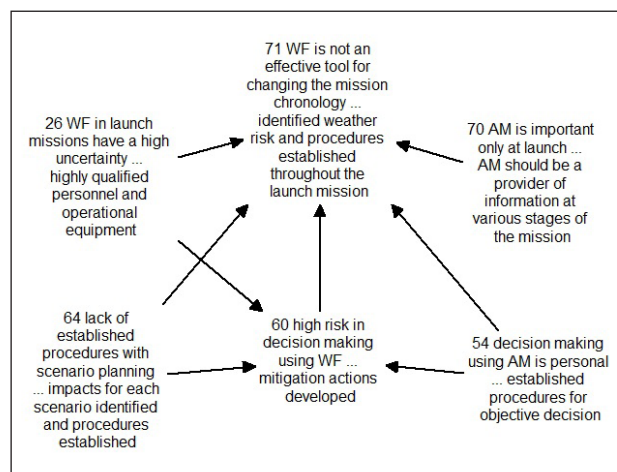 71 WF is not an
effective tool for
changing the mission
chronology ...
identified weather
risk and procedures
established
throughout the
launch mission
26 WF in launch
missions have a high
uncertainty ...
highly qualified
personnel and
operational
equipment
70 AM is important
only at launch ...
AM should be a
provider of
information at
various stages of
the mission
64 lack of
established
procedures with
scenario planning
... impacts for each
scenario identified
and procedures
established
60 high risk in
decision making
using WF ...
mitigation actions
developed
54 decision making
using AM is personal
... established
procedures for
objective decision